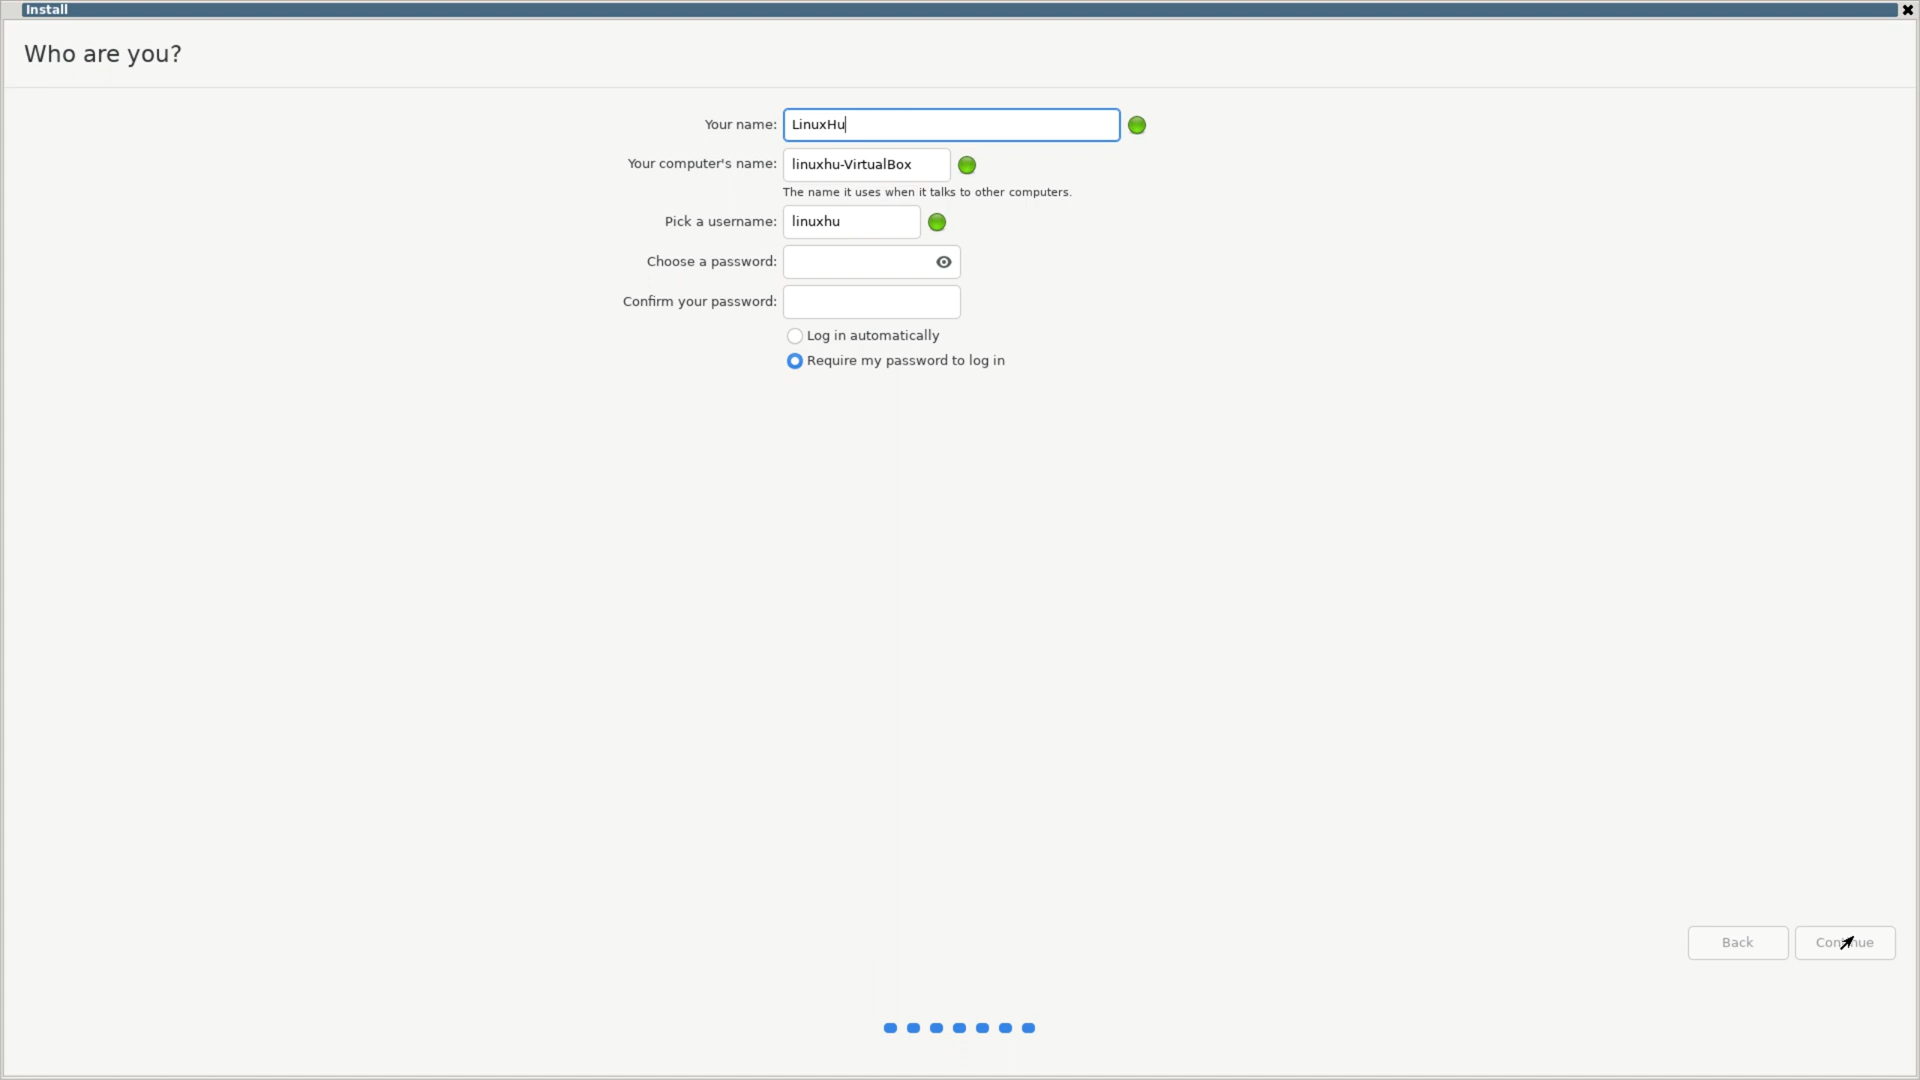 Install
Who are you?
Your name: LinuxHu
Your computer's name: linuxhu-VirtualBox
The name it uses when it talks to other computers.
Pick a username: linuxhu
Choose a password:
Confirm your password:
Log in automatically
Require my password to log in
Back Continue